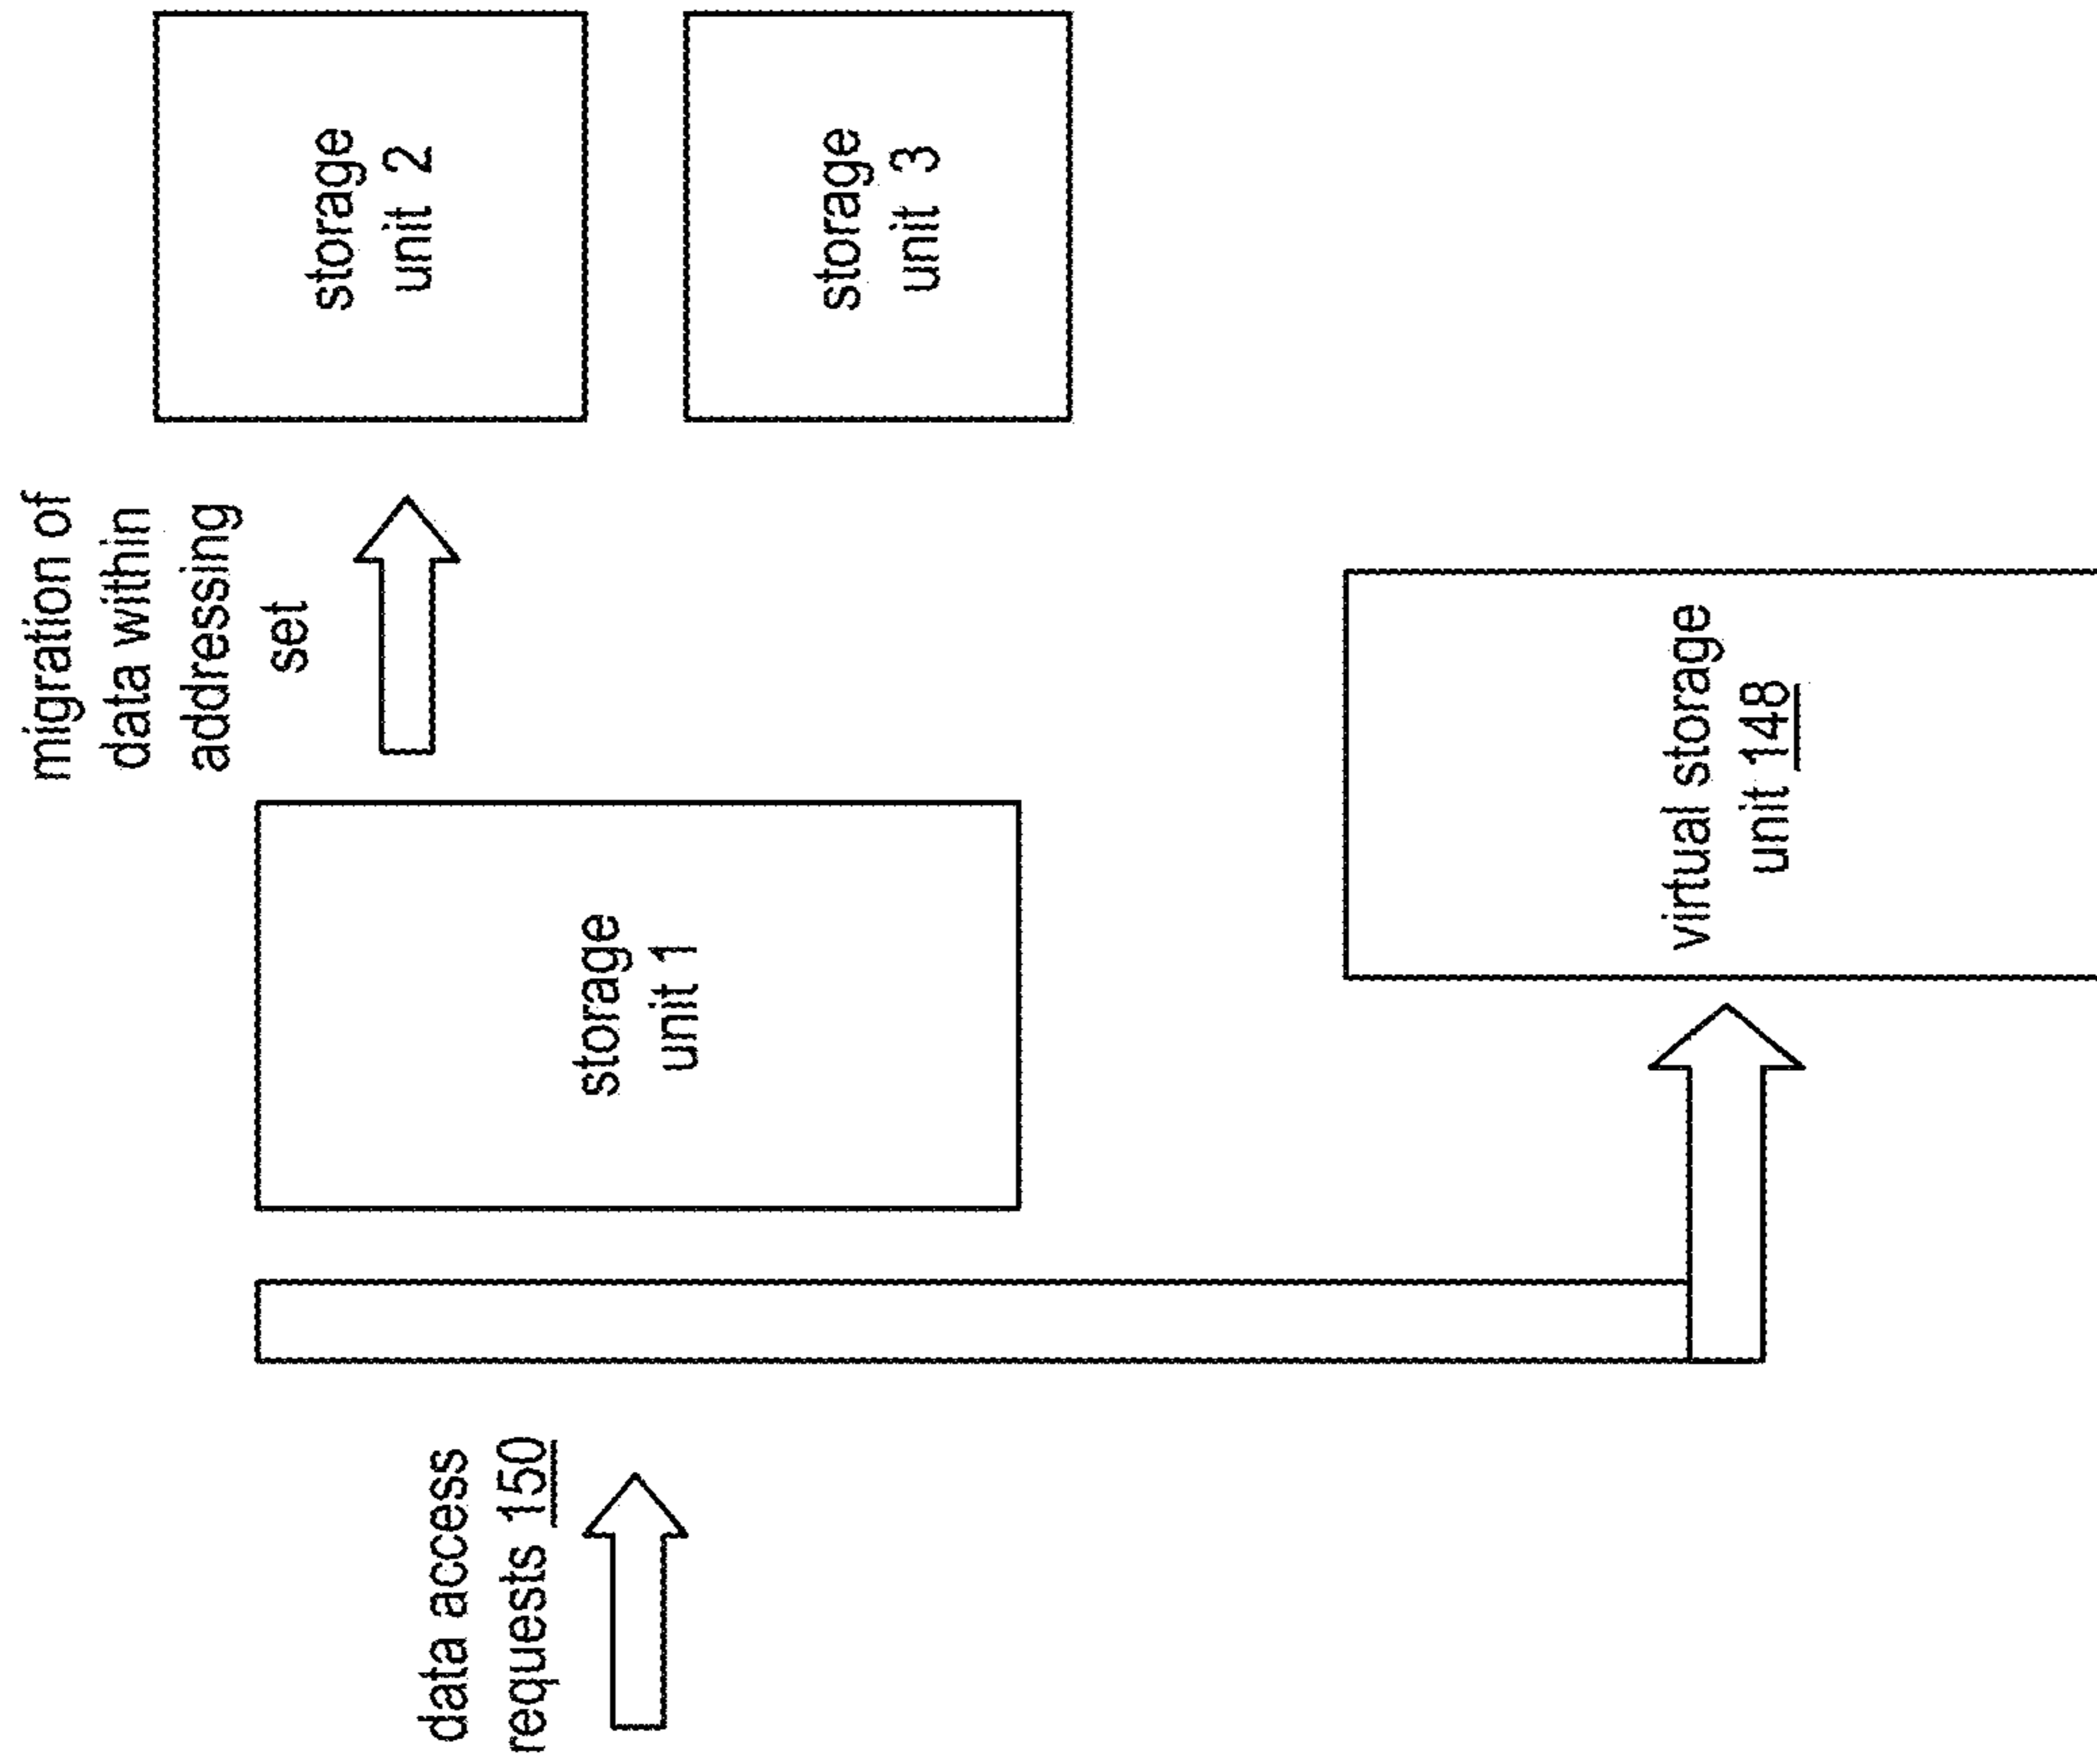 data access
requests 150
storage
unit 1
migration of
data within
addressing
set
storage
unit 2
storage
unit 3
virtual storage
unit 148